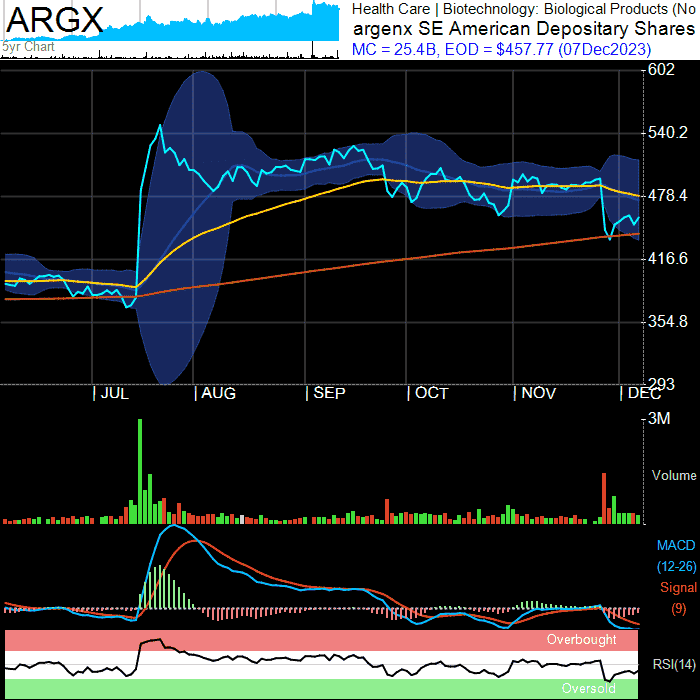 ARGX
5yr Chart
Health Care | Biotechnology: Biological Products (No
argenx SE American Depositary Shares
MC = 25.4B, EOD = $457.77 (07Dec2023)
602
540.2
478.4
416.6
354.8
293
| JUL | AUG | SEP | OCT | NOV | DEC
3M
Volume
MACD
(12-26)
Signal
(9)
Overbought
RSI(14)
Oversold